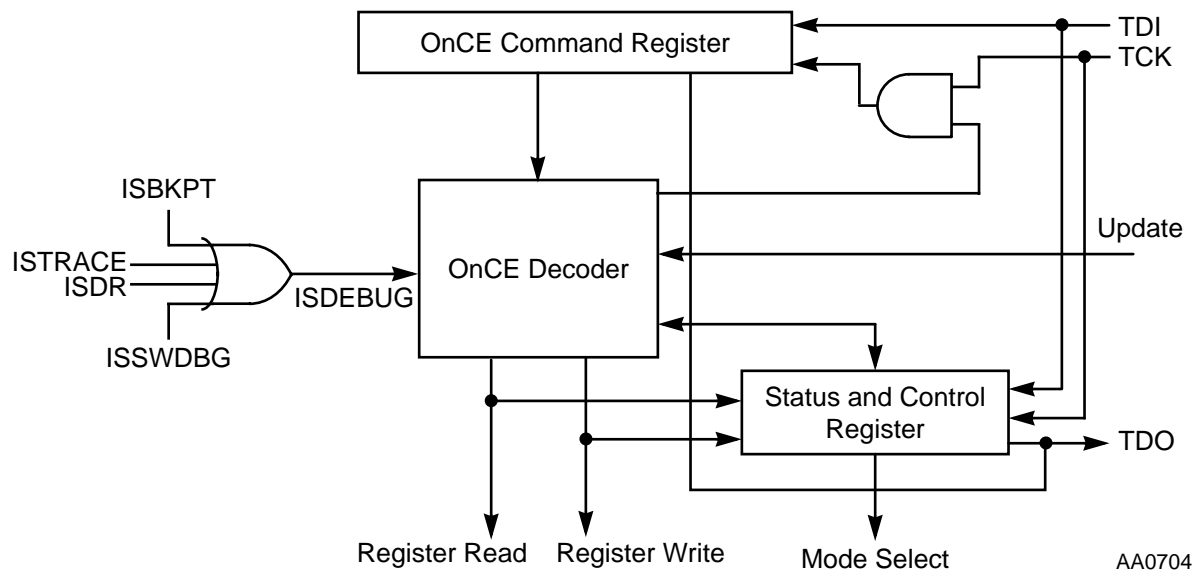 OnCE Command Register
TDI
TCK
ISBKPT
ISTRACE
ISDR
ISDEBUG
ISSWDBG
OnCE Decoder
Update
Status and Control
Register
TDO
Register Read
Register Write
Mode Select
AA0704